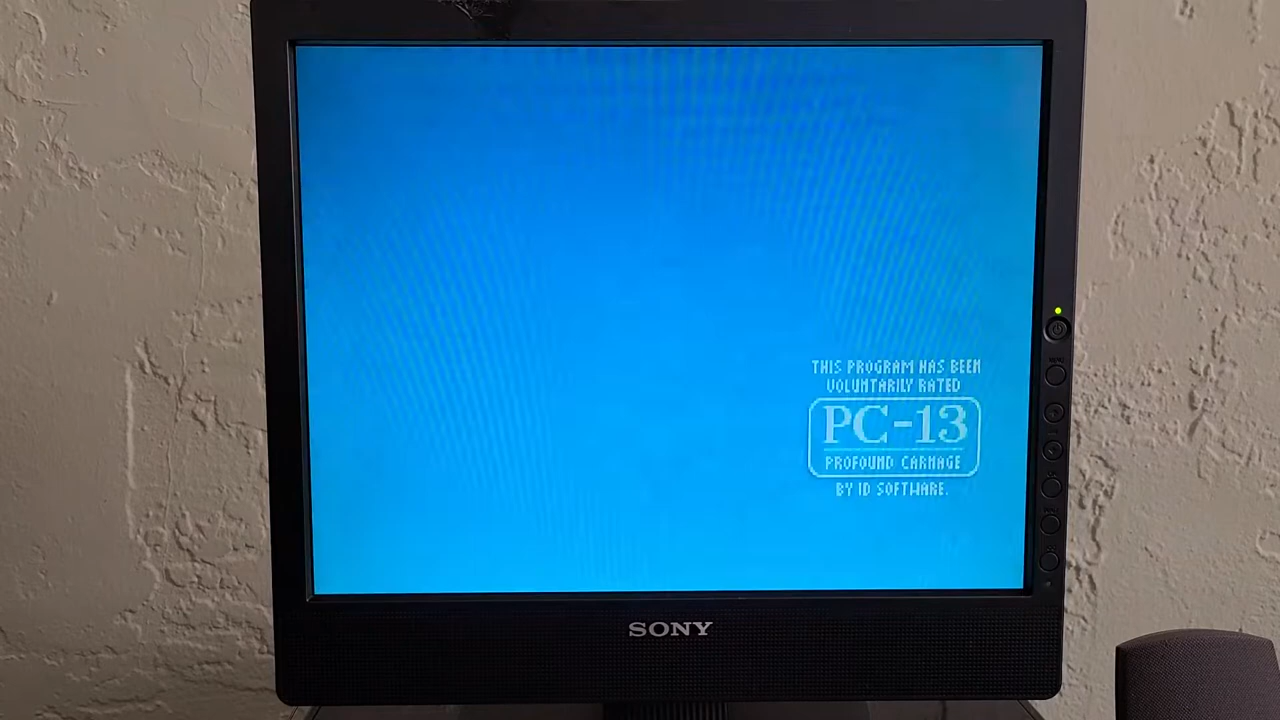 THIS PROGRAM HAS BEEN
VOLUNTARILY RATED
PC-13
PROFOUND CARNAGE
BY ID SOFTWARE.
SONY